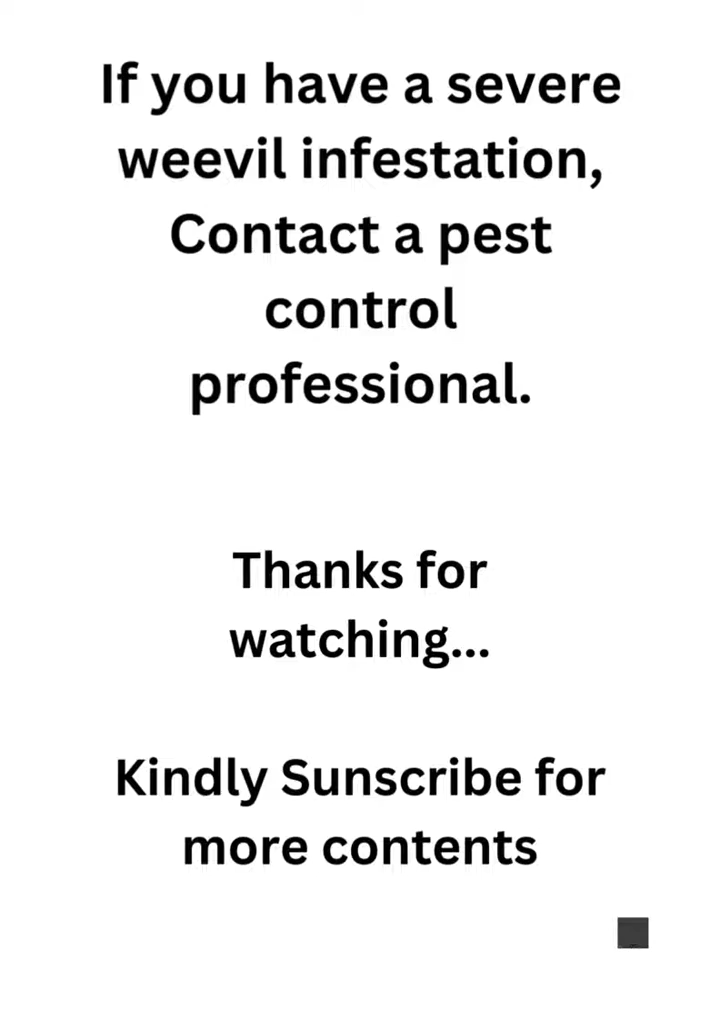 If you have a severe
weevil infestation,
Contact a pest
control
professional.
Thanks for
watching...
Kindly Sunscribe for
more contents